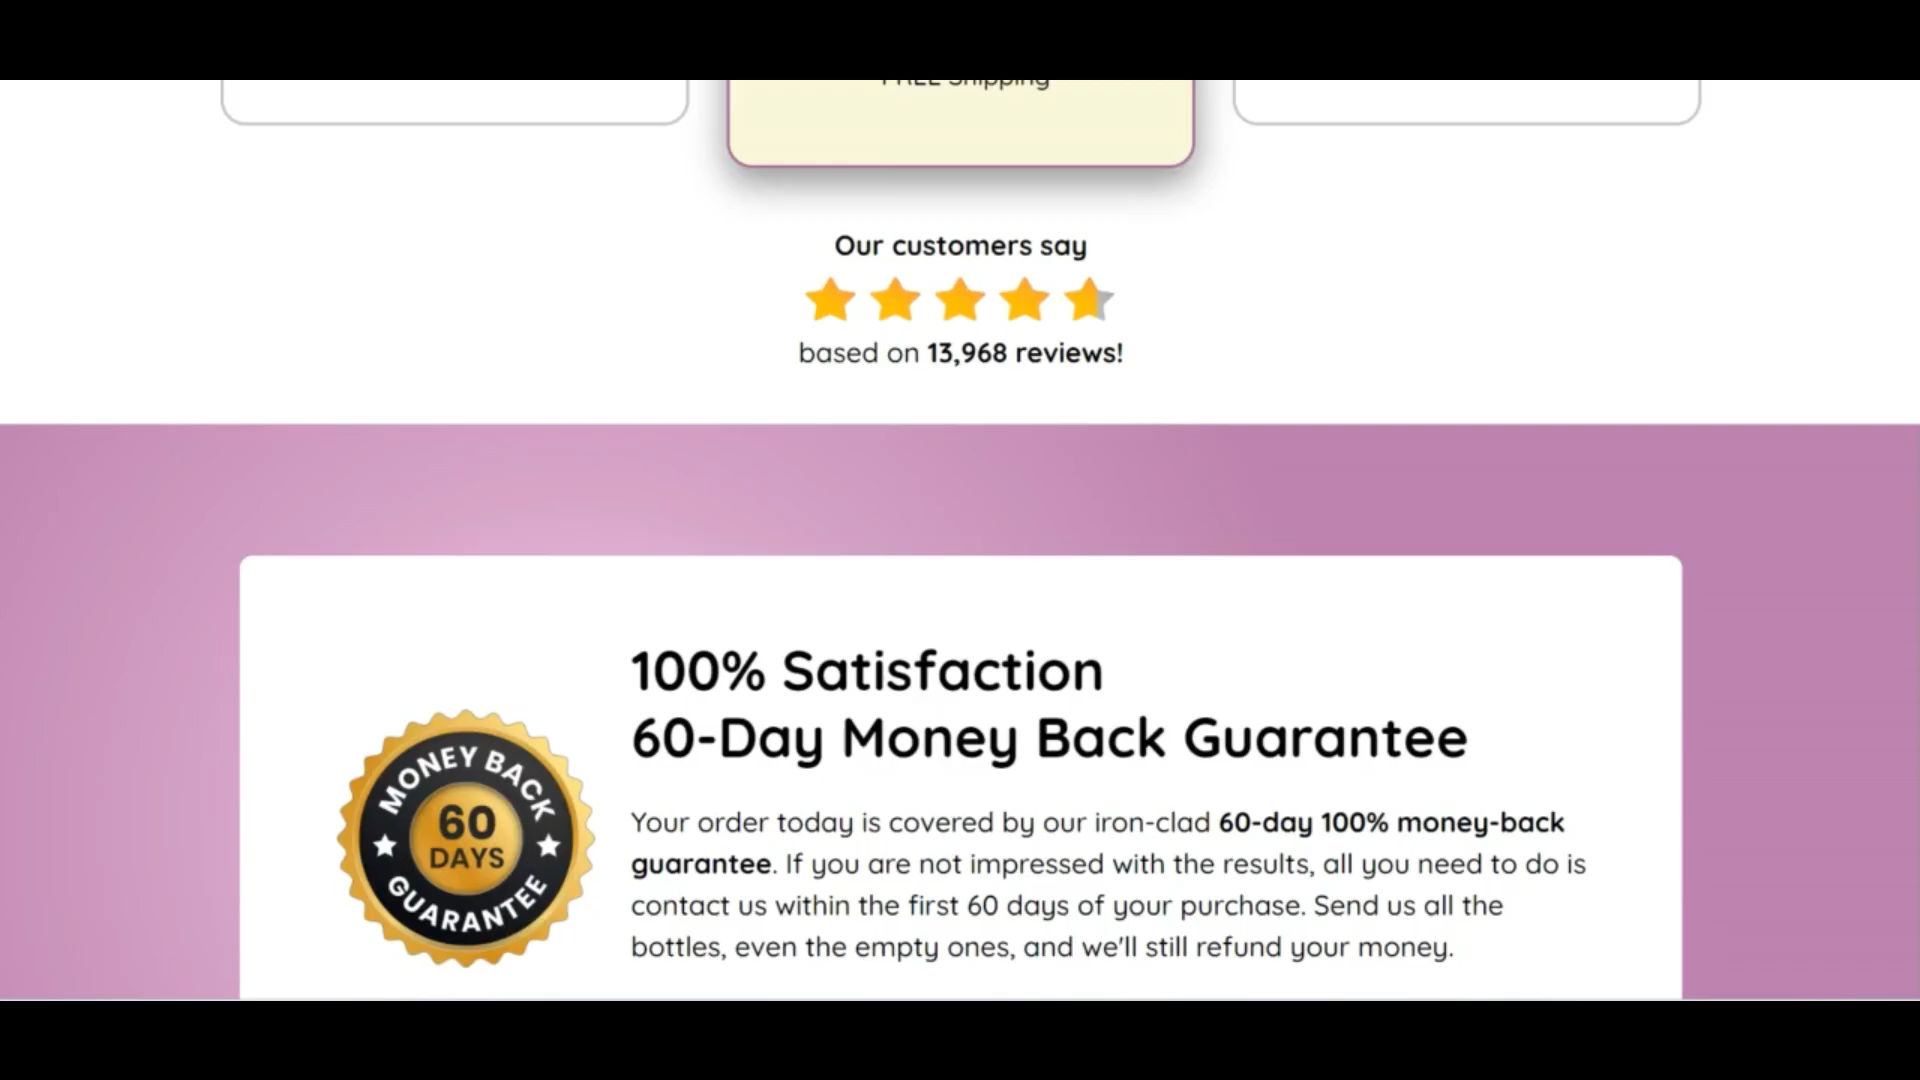 FREE Shipping
Our customers say
based on 13,968 reviews!
100% Satisfaction
60-Day Money Back Guarantee
MONEY BACK
60
DAYS
GUARANTEE
Your order today is covered by our iron-clad 60-day 100% money-back
guarantee. If you are not impressed with the results, all you need to do is
contact us within the first 60 days of your purchase. Send us all the
bottles, even the empty ones, and we'll still refund your money.